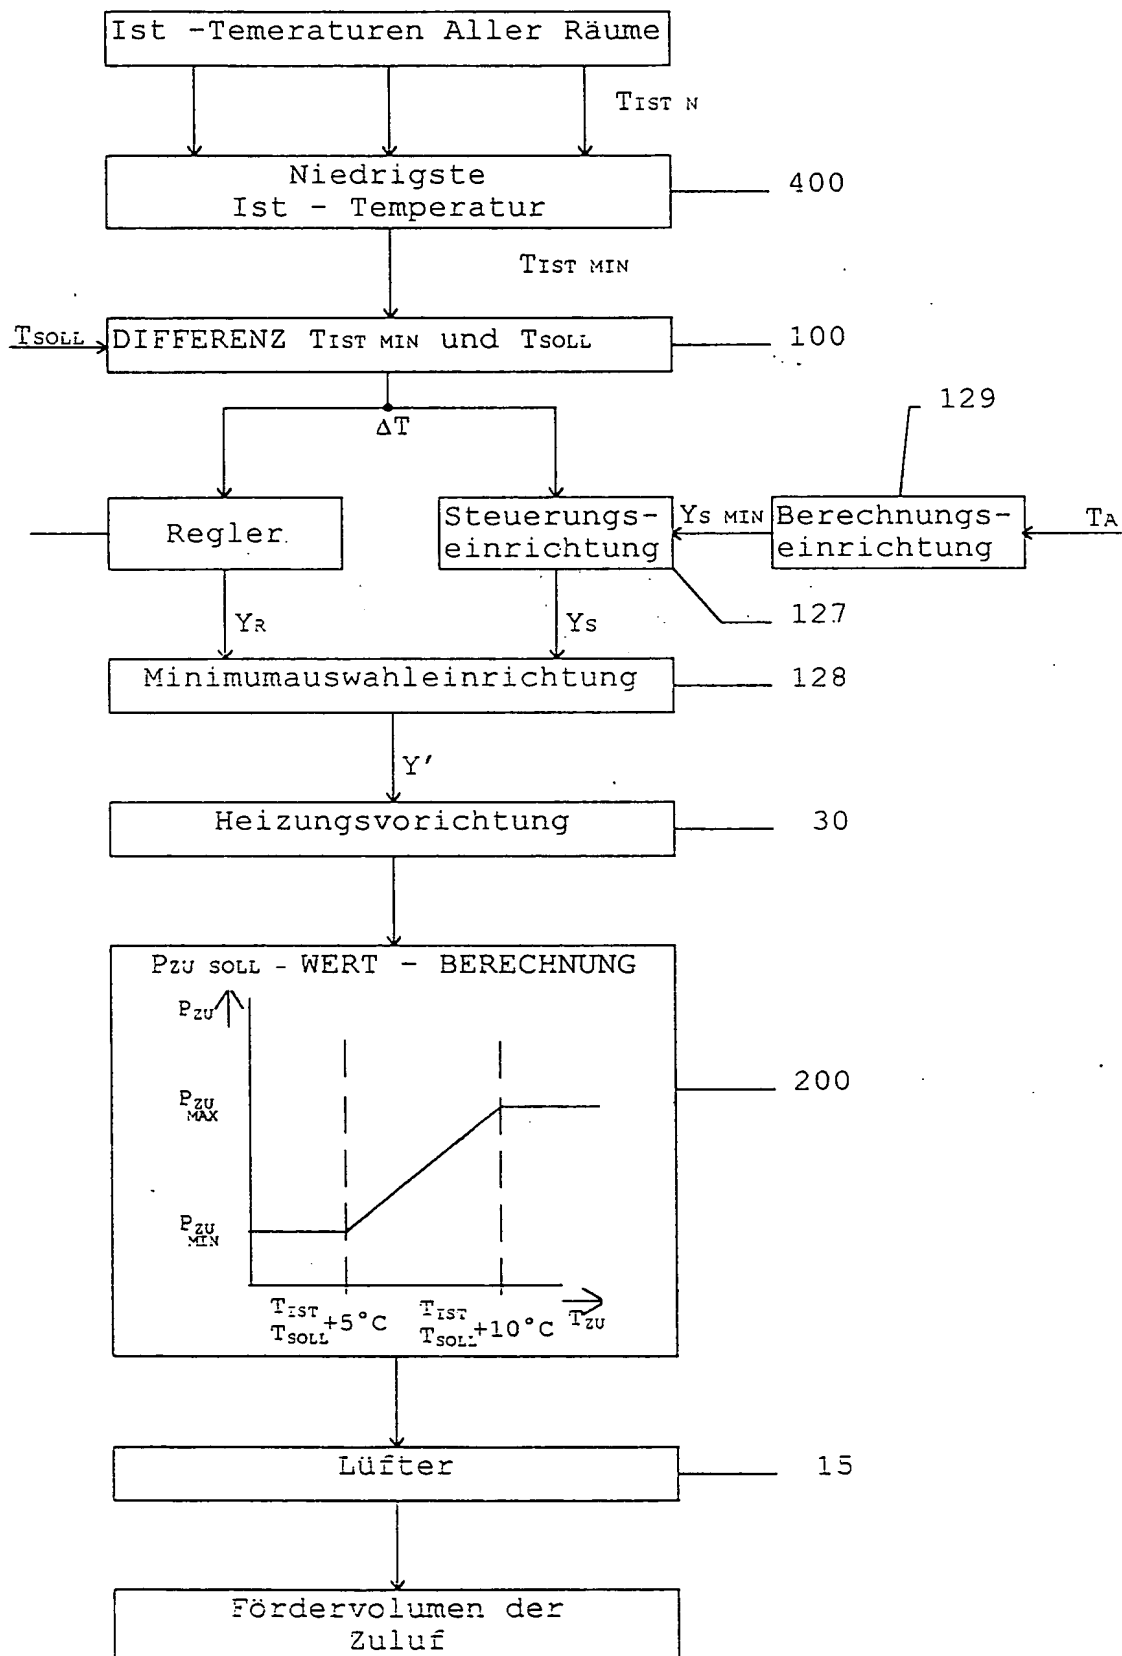 Ist -Temeraturen Aller Räume
TIST N
Niedrigste
Ist - Temperatur
400
TIST MIN
TSOLL
DIFFERENZ TIST MIN und TSOLL
100
ΔT
129
Regler
Steuerungs-
einrichtung
YS MIN
Berechnungs-
einrichtung
TA
127
YR
YS
Minimumauswahleinrichtung
128
Y'
Heizungsvorichtung
30
PZU SOLL - WERT - BERECHNUNG
PZU
PZU
MAX
200
PZU
MIN
TIST
TSOLL +5°C
TIST
TSOLL +10°C
TZU
Lüfter
15
Fördervolumen der
Zuluf